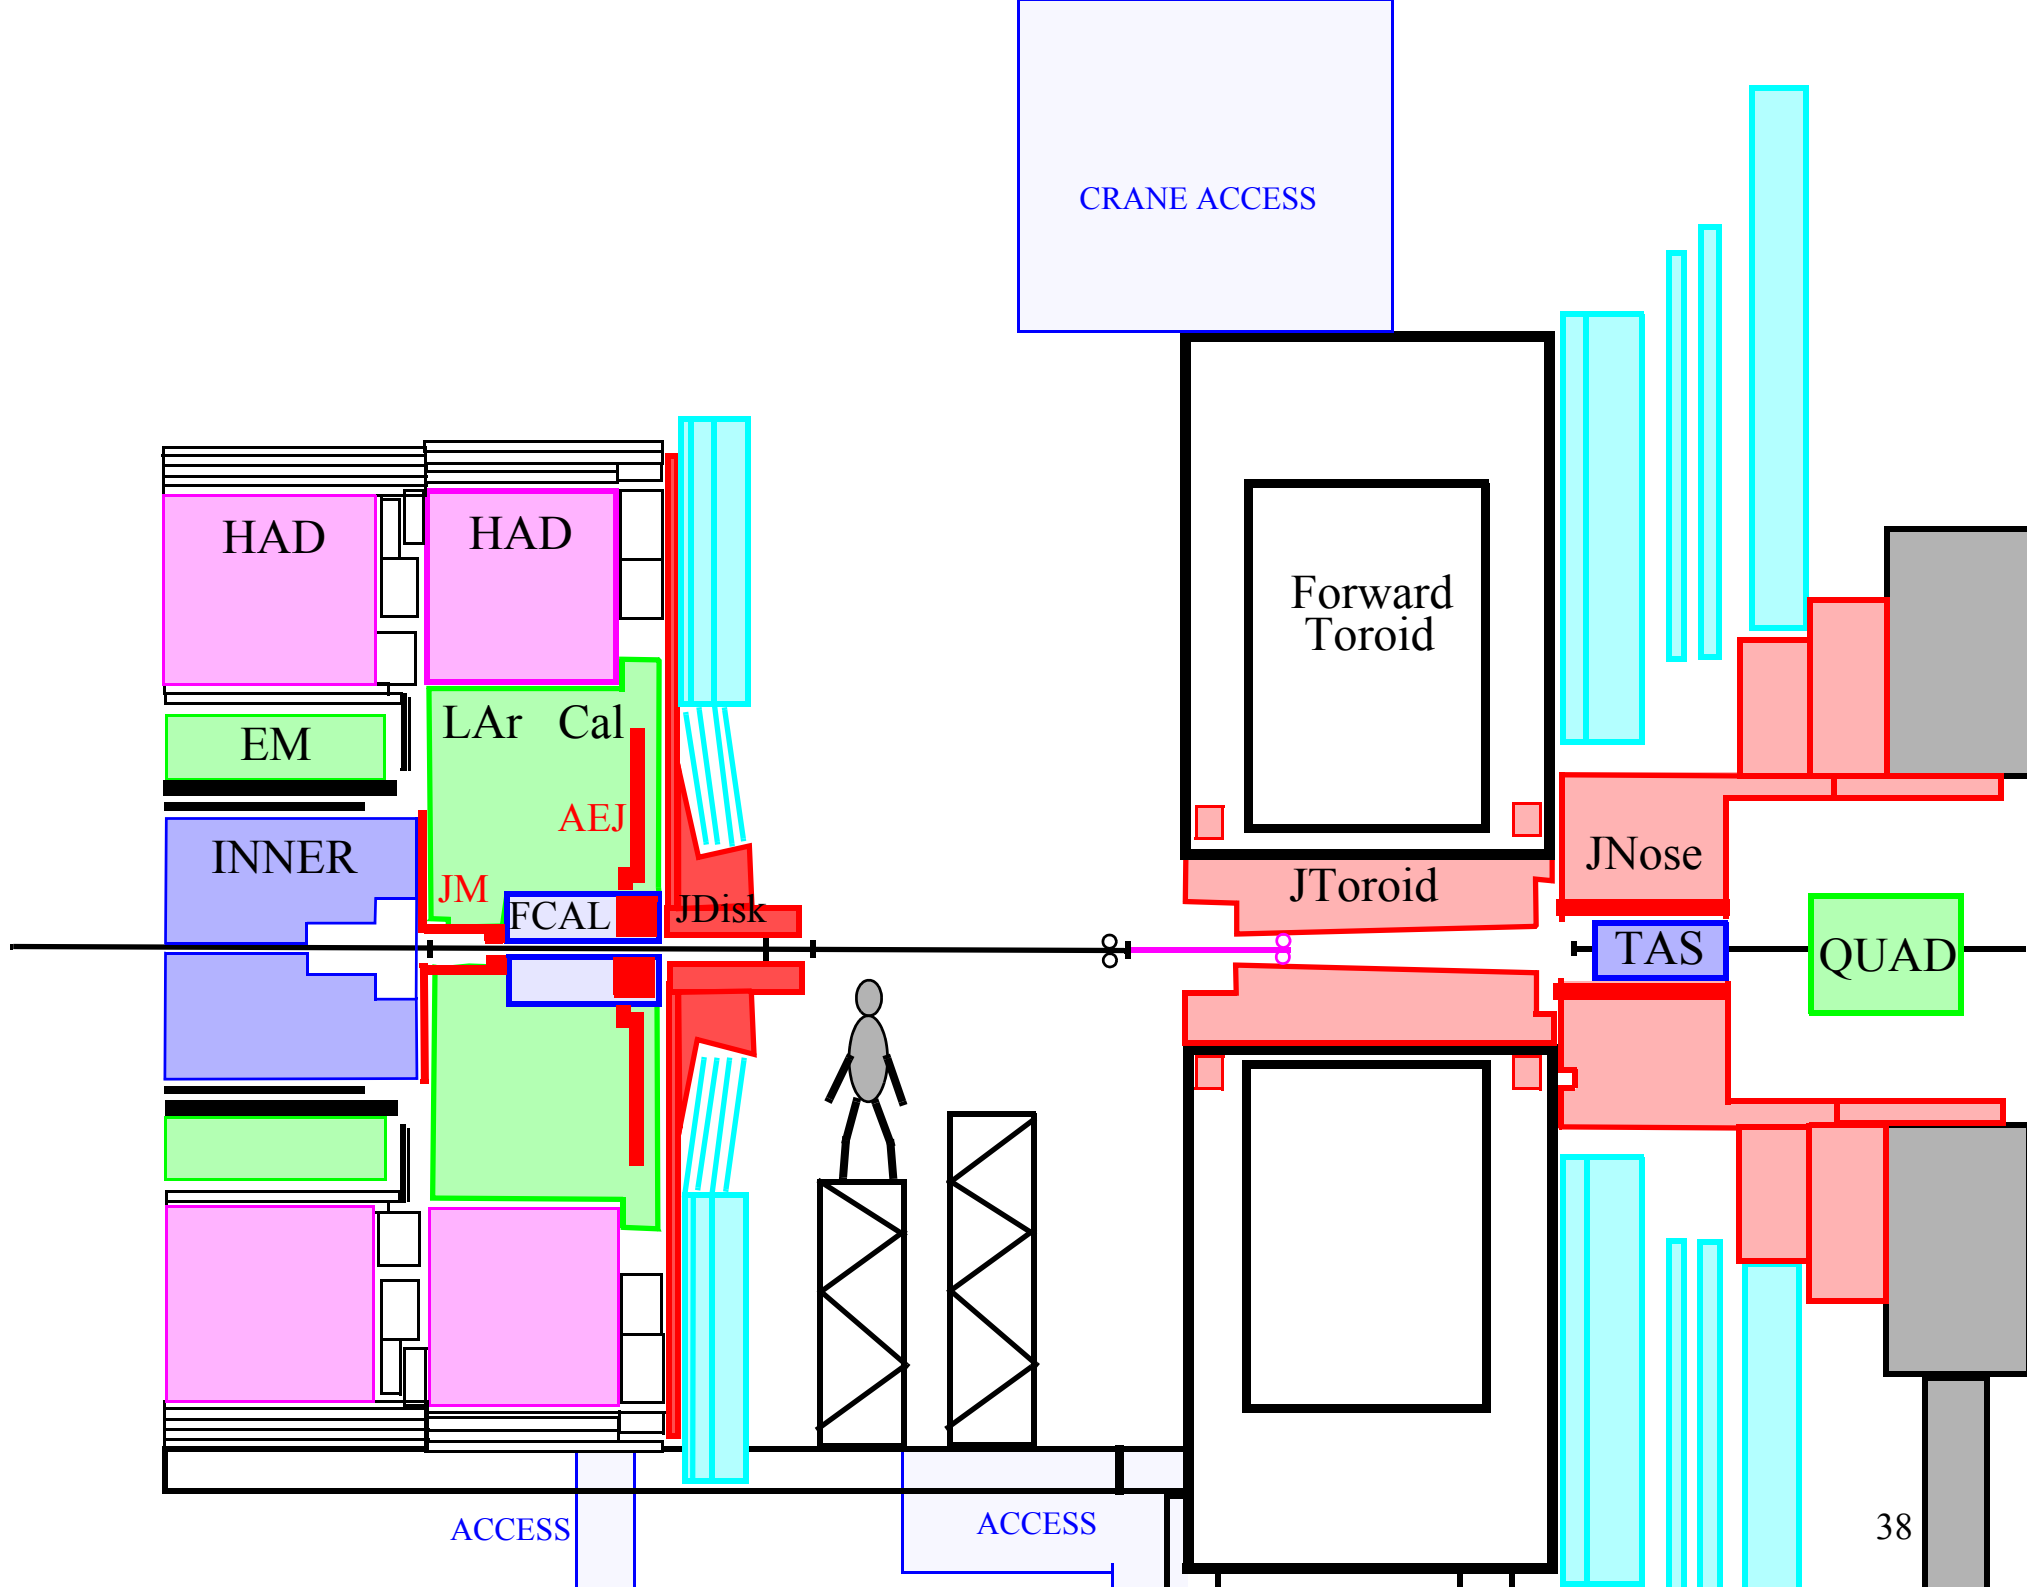 CRANE ACCESS
HAD
HAD
Forward
Toroid
LAr Cal
EM
AEJ
INNER
JM
FCAL
JDisk
JToroid
JNose
TAS
QUAD
ACCESS
ACCESS
38